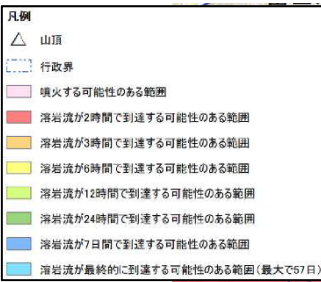 凡例
山頂
行政界
噴火する可能性のある範囲
溶岩流が2時間で到達する可能性のある範囲
溶岩流が3時間で到達する可能性のある範囲
溶岩流が6時間で到達する可能性のある範囲
溶岩流が12時間で到達する可能性のある範囲
溶岩流が24時間で到達する可能性のある範囲
溶岩流が7日間で到達する可能性のある範囲
溶岩流が最終的に到達する可能性のある範囲(最大で57日)